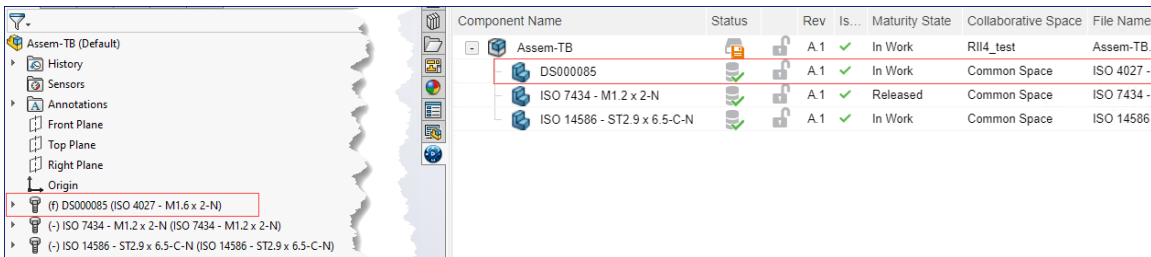 Assem-TB (Default)
History
Sensors
Annotations
Front Plane
Top Plane
Right Plane
Origin
(f) DS000085 (ISO 4027 - M1.6 x 2-N)
(-) ISO 7434 - M1.2 x 2-N (ISO 7434 - M1.2 x 2-N)
(-) ISO 14586 - ST2.9 x 6.5-C-N (ISO 14586 - ST2.9 x 6.5-C-N)
Component Name Status Rev Is... Maturity State Collaborative Space File Name
Assem-TB A.1 In Work RII4_test Assem-TB.
DS000085 A.1 In Work Common Space ISO 4027 -
ISO 7434 - M1.2 x 2-N A.1 Released Common Space ISO 7434 -
ISO 14586 - ST2.9 x 6.5-C-N A.1 In Work Common Space ISO 14586